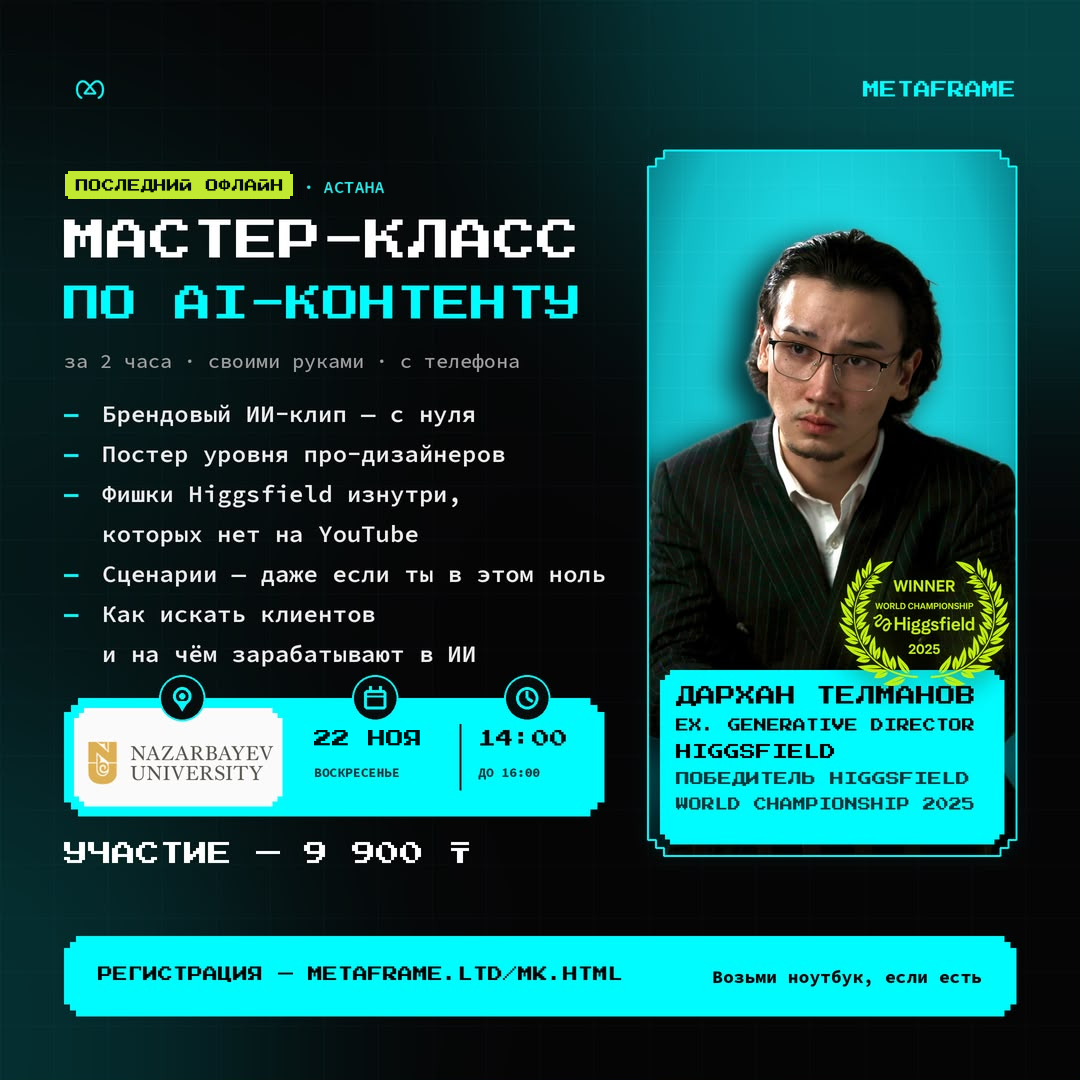 METAFRAME
ПОСЛЕДНИЙ ОФЛАЙН · АСТАНА
МАСТЕР-КЛАСС
ПО AI-КОНТЕНТУ
за 2 часа · своими руками · с телефона
— Брендовый ИИ-клип — с нуля
— Постер уровня про-дизайнеров
— Фишки Higgsfield изнутри,
которых нет на YouTube
— Сценарии — даже если ты в этом ноль
— Как искать клиентов
и на чём зарабатывают в ИИ
NAZARBAYEV
UNIVERSITY
22 НОЯ
ВОСКРЕСЕНЬЕ
14:00
ДО 16:00
УЧАСТИЕ — 9 900 ₸
WINNER
WORLD CHAMPIONSHIP
Higgsfield
2025
ДАРХАН ТЕЛМАНОВ
EX. GENERATIVE DIRECTOR
HIGGSFIELD
ПОБЕДИТЕЛЬ HIGGSFIELD
WORLD CHAMPIONSHIP 2025
РЕГИСТРАЦИЯ — METAFRAME.LTD/MK.HTML
Возьми ноутбук, если есть